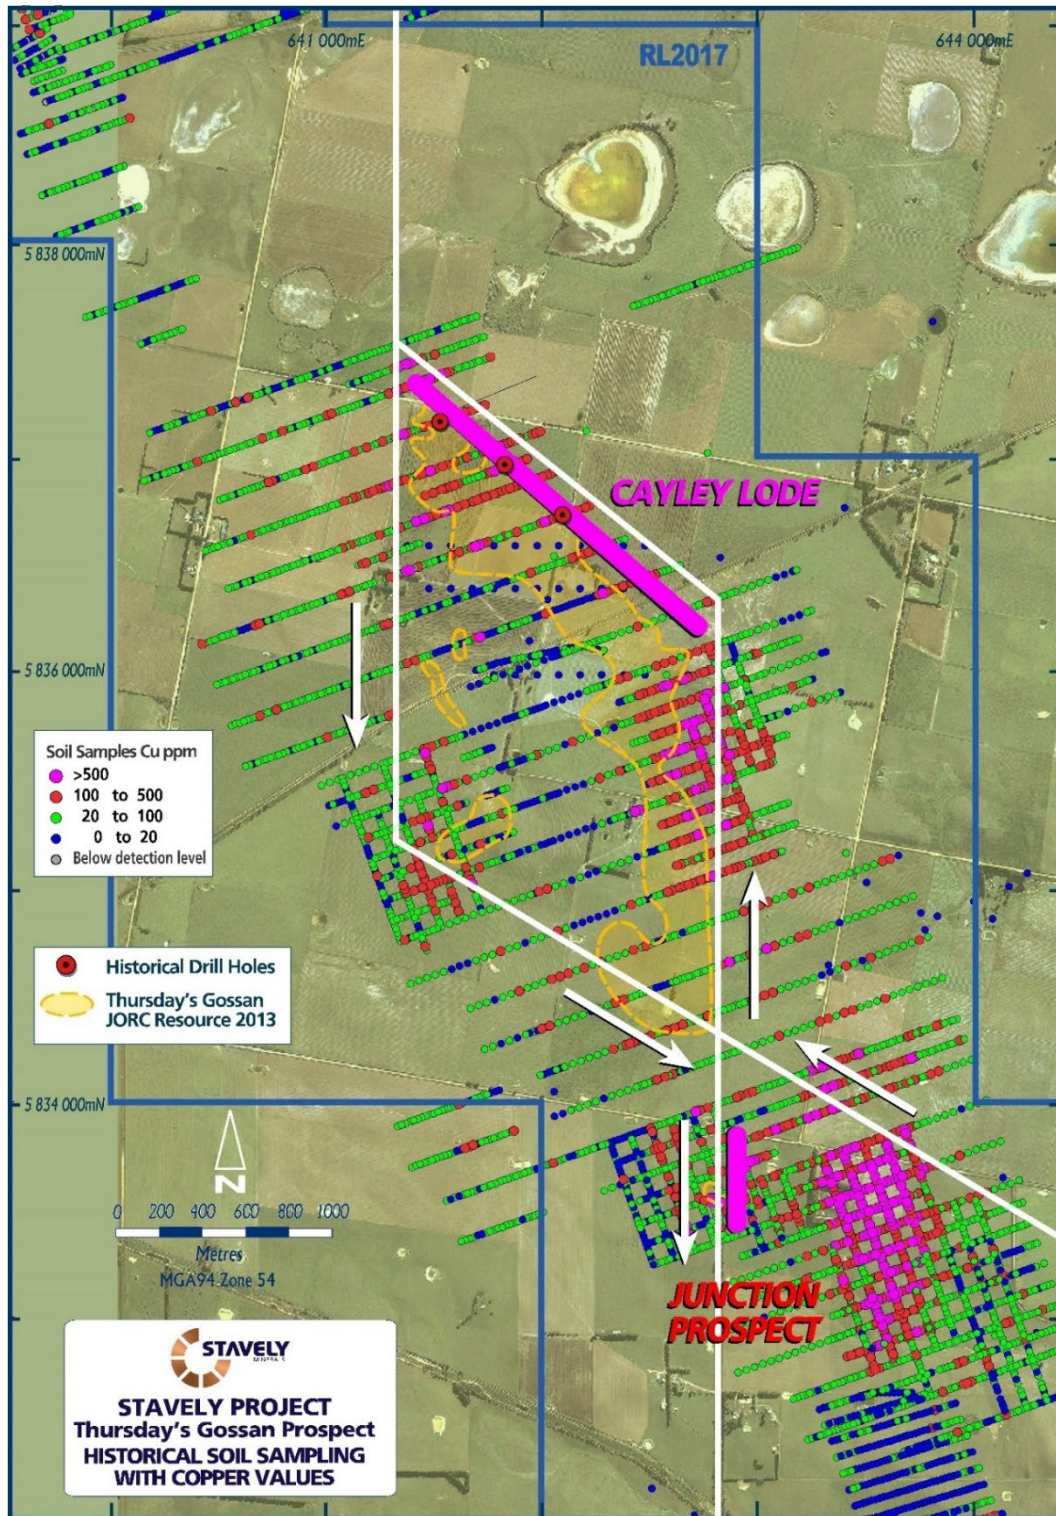 641 000mE
644 000mE
RL2017
5 838 000mN
CAYLEY LODE
5 836 000mN
Soil Samples Cu ppm
>500
100 to 500
20 to 100
0 to 20
Below detection level
Historical Drill Holes
Thursday's Gossan
JORC Resource 2013
5 834 000mN
N
0 200 400 600 800 1000
Metres
MGA94 Zone 54
JUNCTION
PROSPECT
STAVELY
MINERALS
STAVELY PROJECT
Thursday's Gossan Prospect
HISTORICAL SOIL SAMPLING
WITH COPPER VALUES